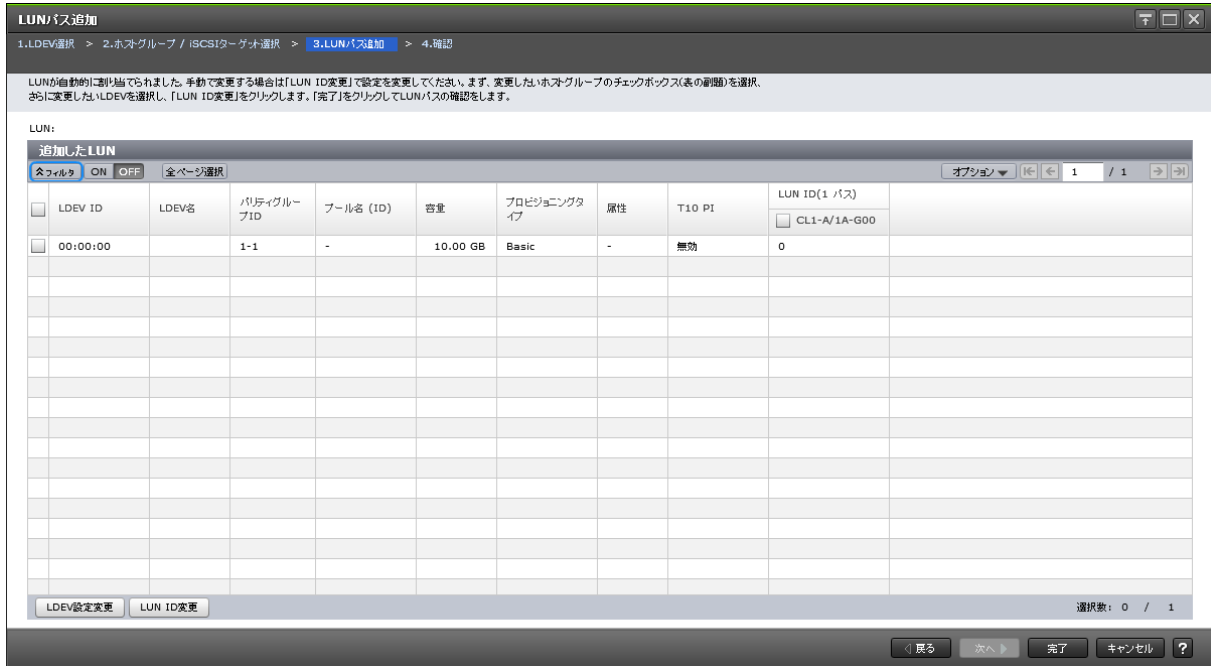 LUNパス追加
1.LDEV選択 > 2.ホストグループ / iSCSIターゲット選択 > 3.LUNパス追加 > 4.確認
LUNが自動的に割り当てられました。手動で変更する場合は「LUN ID変更」で設定を変更してください。まず、変更したいホストグループのチェックボックス(表の副題)を選択、
さらに変更したいLDEVを選択し、「LUN ID変更」をクリックします。「完了」をクリックしてLUNパスの確認をします。
LUN:
追加したLUN
フィルタ ON OFF 全ページ選択 オプション 1 / 1
LDEV ID LDEV名 パリティグループID プール名 (ID) 容量 プロビジョニングタイプ 属性 T10 PI LUN ID(1 パス)
CL1-A/1A-G00
00:00:00 1-1 - 10.00 GB Basic - 無効 0
LDEV設定変更 LUN ID変更 選択数: 0 / 1
戻る 次へ 完了 キャンセル ?